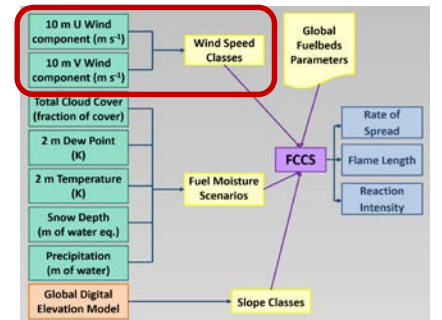 10 m U Wind
component (m s⁻¹)
10 m V Wind
component (m s⁻¹)
Wind Speed
Classes
Global
Fuelbeds
Parameters
Total Cloud Cover
(fraction of cover)
2 m Dew Point
(K)
2 m Temperature
(K)
Snow Depth
(m of water eq.)
Precipitation
(m of water)
Fuel Moisture
Scenarios
FCCS
Rate of
Spread
Flame Length
Reaction
Intensity
Global Digital
Elevation Model
Slope Classes